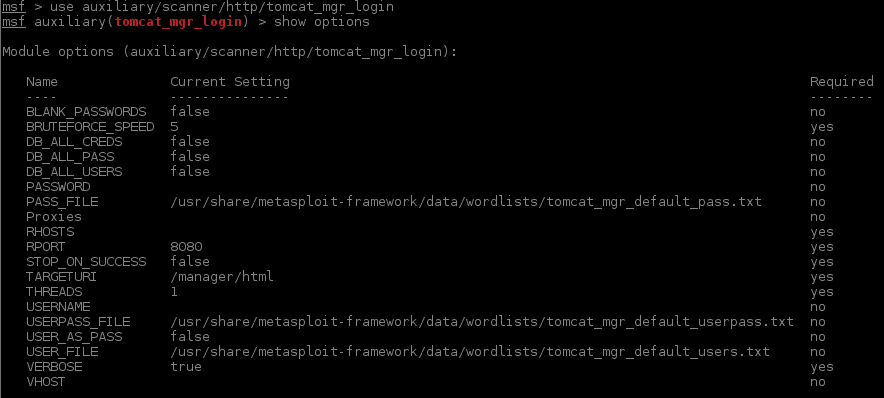 msf > use auxiliary/scanner/http/tomcat_mgr_login
msf auxiliary(tomcat_mgr_login) > show options
Module options (auxiliary/scanner/http/tomcat_mgr_login):
Name Current Setting Required
---- --------------- --------
BLANK_PASSWORDS false no
BRUTEFORCE_SPEED 5 yes
DB_ALL_CREDS false no
DB_ALL_PASS false no
DB_ALL_USERS false no
PASSWORD no
PASS_FILE /usr/share/metasploit-framework/data/wordlists/tomcat_mgr_default_pass.txt no
Proxies no
RHOSTS yes
RPORT 8080 yes
STOP_ON_SUCCESS false yes
TARGETURI /manager/html yes
THREADS 1 yes
USERNAME no
USERPASS_FILE /usr/share/metasploit-framework/data/wordlists/tomcat_mgr_default_userpass.txt no
USER_AS_PASS false no
USER_FILE /usr/share/metasploit-framework/data/wordlists/tomcat_mgr_default_users.txt no
VERBOSE true yes
VHOST no